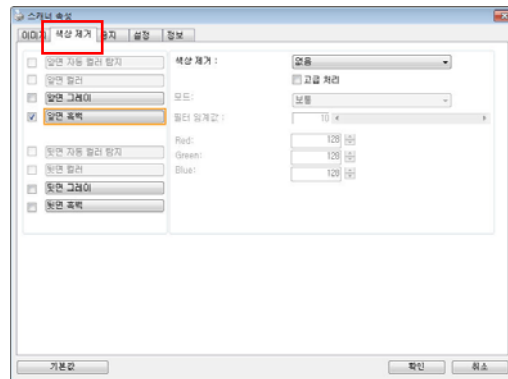 스캐너 속성
이미지 색상 제거 용지 설정 정보
앞면 자동 컬러 탐지
앞면 컬러
앞면 그레이
앞면 흑백
뒷면 자동 컬러 탐지
뒷면 컬러
뒷면 그레이
뒷면 흑백
색상 제거 : 없음
고급 처리
모드: 보통
필터 임계값 : 10
Red: 128
Green: 128
Blue: 128
기본값 확인 취소